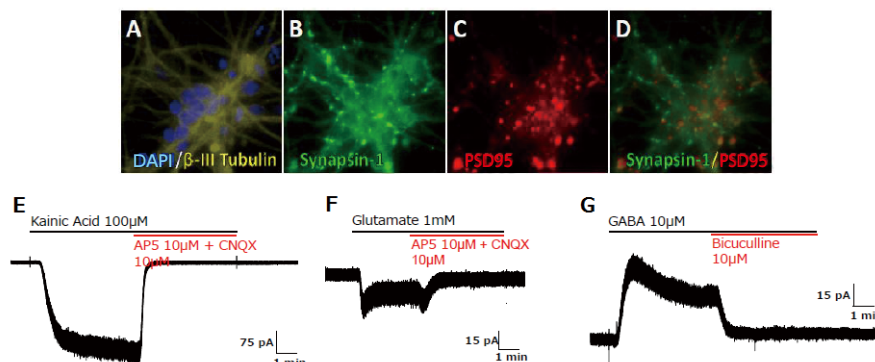 A
B
C
D
DAPI/β-III Tubulin
Synapsin-1
PSD95
Synapsin-1/PSD95
E
Kainic Acid 100μM
AP5 10μM + CNQX
10μM
75 pA
1 min
F
Glutamate 1mM
AP5 10μM + CNQX
10μM
15 pA
1 min
G
GABA 10μM
Bicuculline
10μM
15 pA
1 min